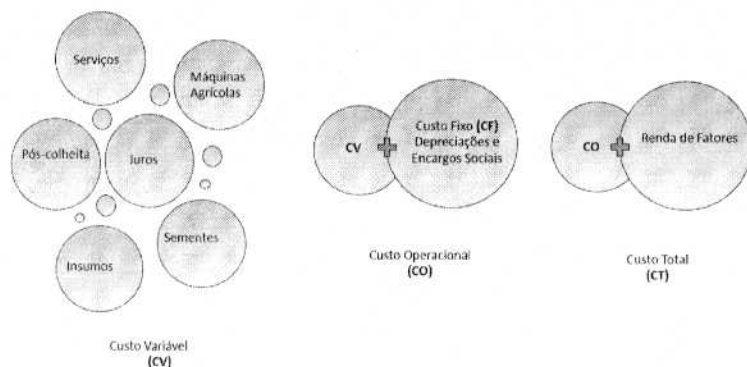 Serviços
Máquinas
Agrícolas
Pós-colheita
Juros
Sementes
Insumos
Custo Variável
(CV)
CV
Custo Fixo (CF)
Depreciações e
Encargos Sociais
Custo Operacional
(CO)
CO
Renda de Fatores
Custo Total
(CT)